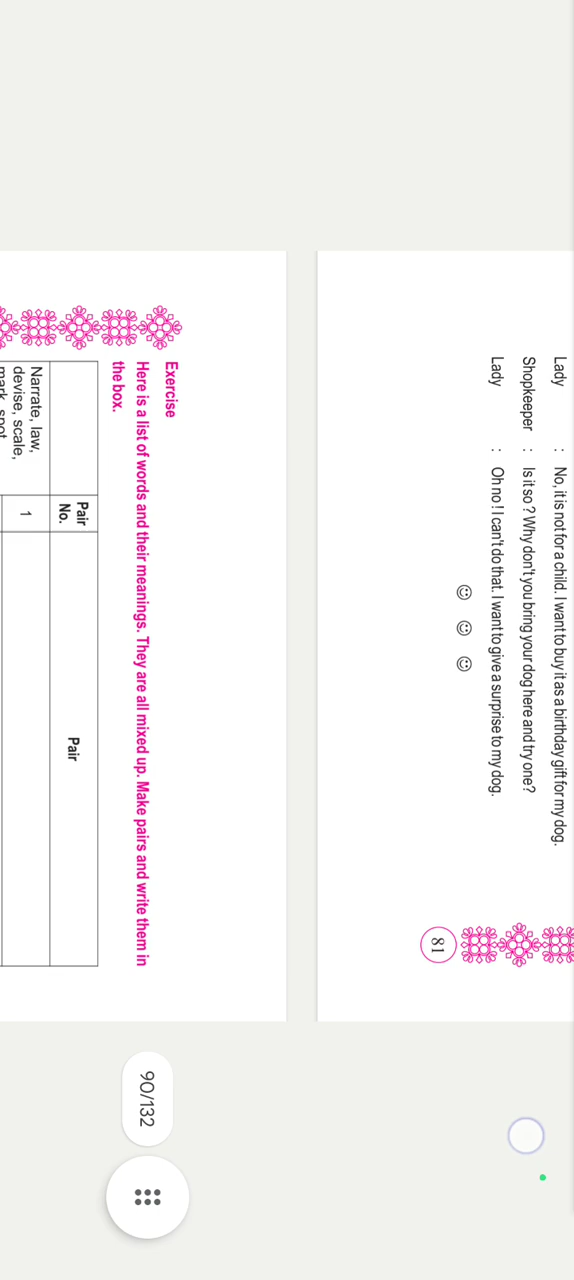 Lady : No, it is not for a child. I want to buy it as a birthday gift for my dog.
Shopkeeper : Is it so ? Why don't you bring your dog here and try one?
Lady : Oh no ! I can't do that. I want to give a surprise to my dog.
81
Exercise
Here is a list of words and their meanings. They are all mixed up. Make pairs and write them in
the box.
Pair No. Pair
Narrate, law, 1
devise, scale,
mark, spot
90/132